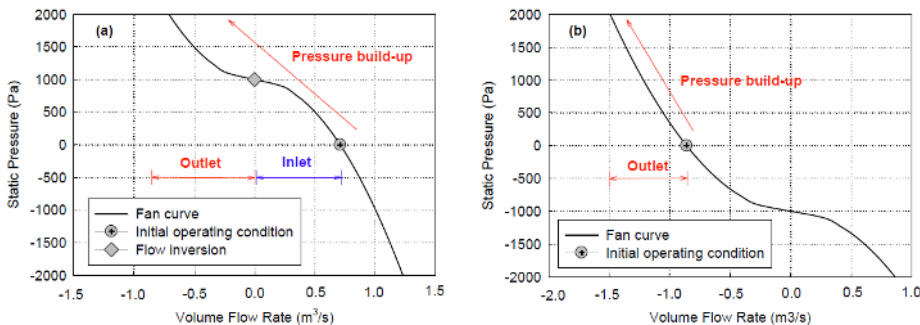 2000
1500
1000
500
0
-500
-1000
-1500
-2000
Static Pressure (Pa)
(a)
Pressure build-up
Outlet
Inlet
Fan curve
Initial operating condition
Flow inversion
-1.5
-1.0
-0.5
0.0
0.5
1.0
1.5
Volume Flow Rate (m³/s)
2000
1500
1000
500
0
-500
-1000
-1500
-2000
Static Pressure (Pa)
(b)
Pressure build-up
Outlet
Fan curve
Initial operating condition
-2.0
-1.5
-1.0
-0.5
0.0
0.5
1.0
Volume Flow Rate (m3/s)